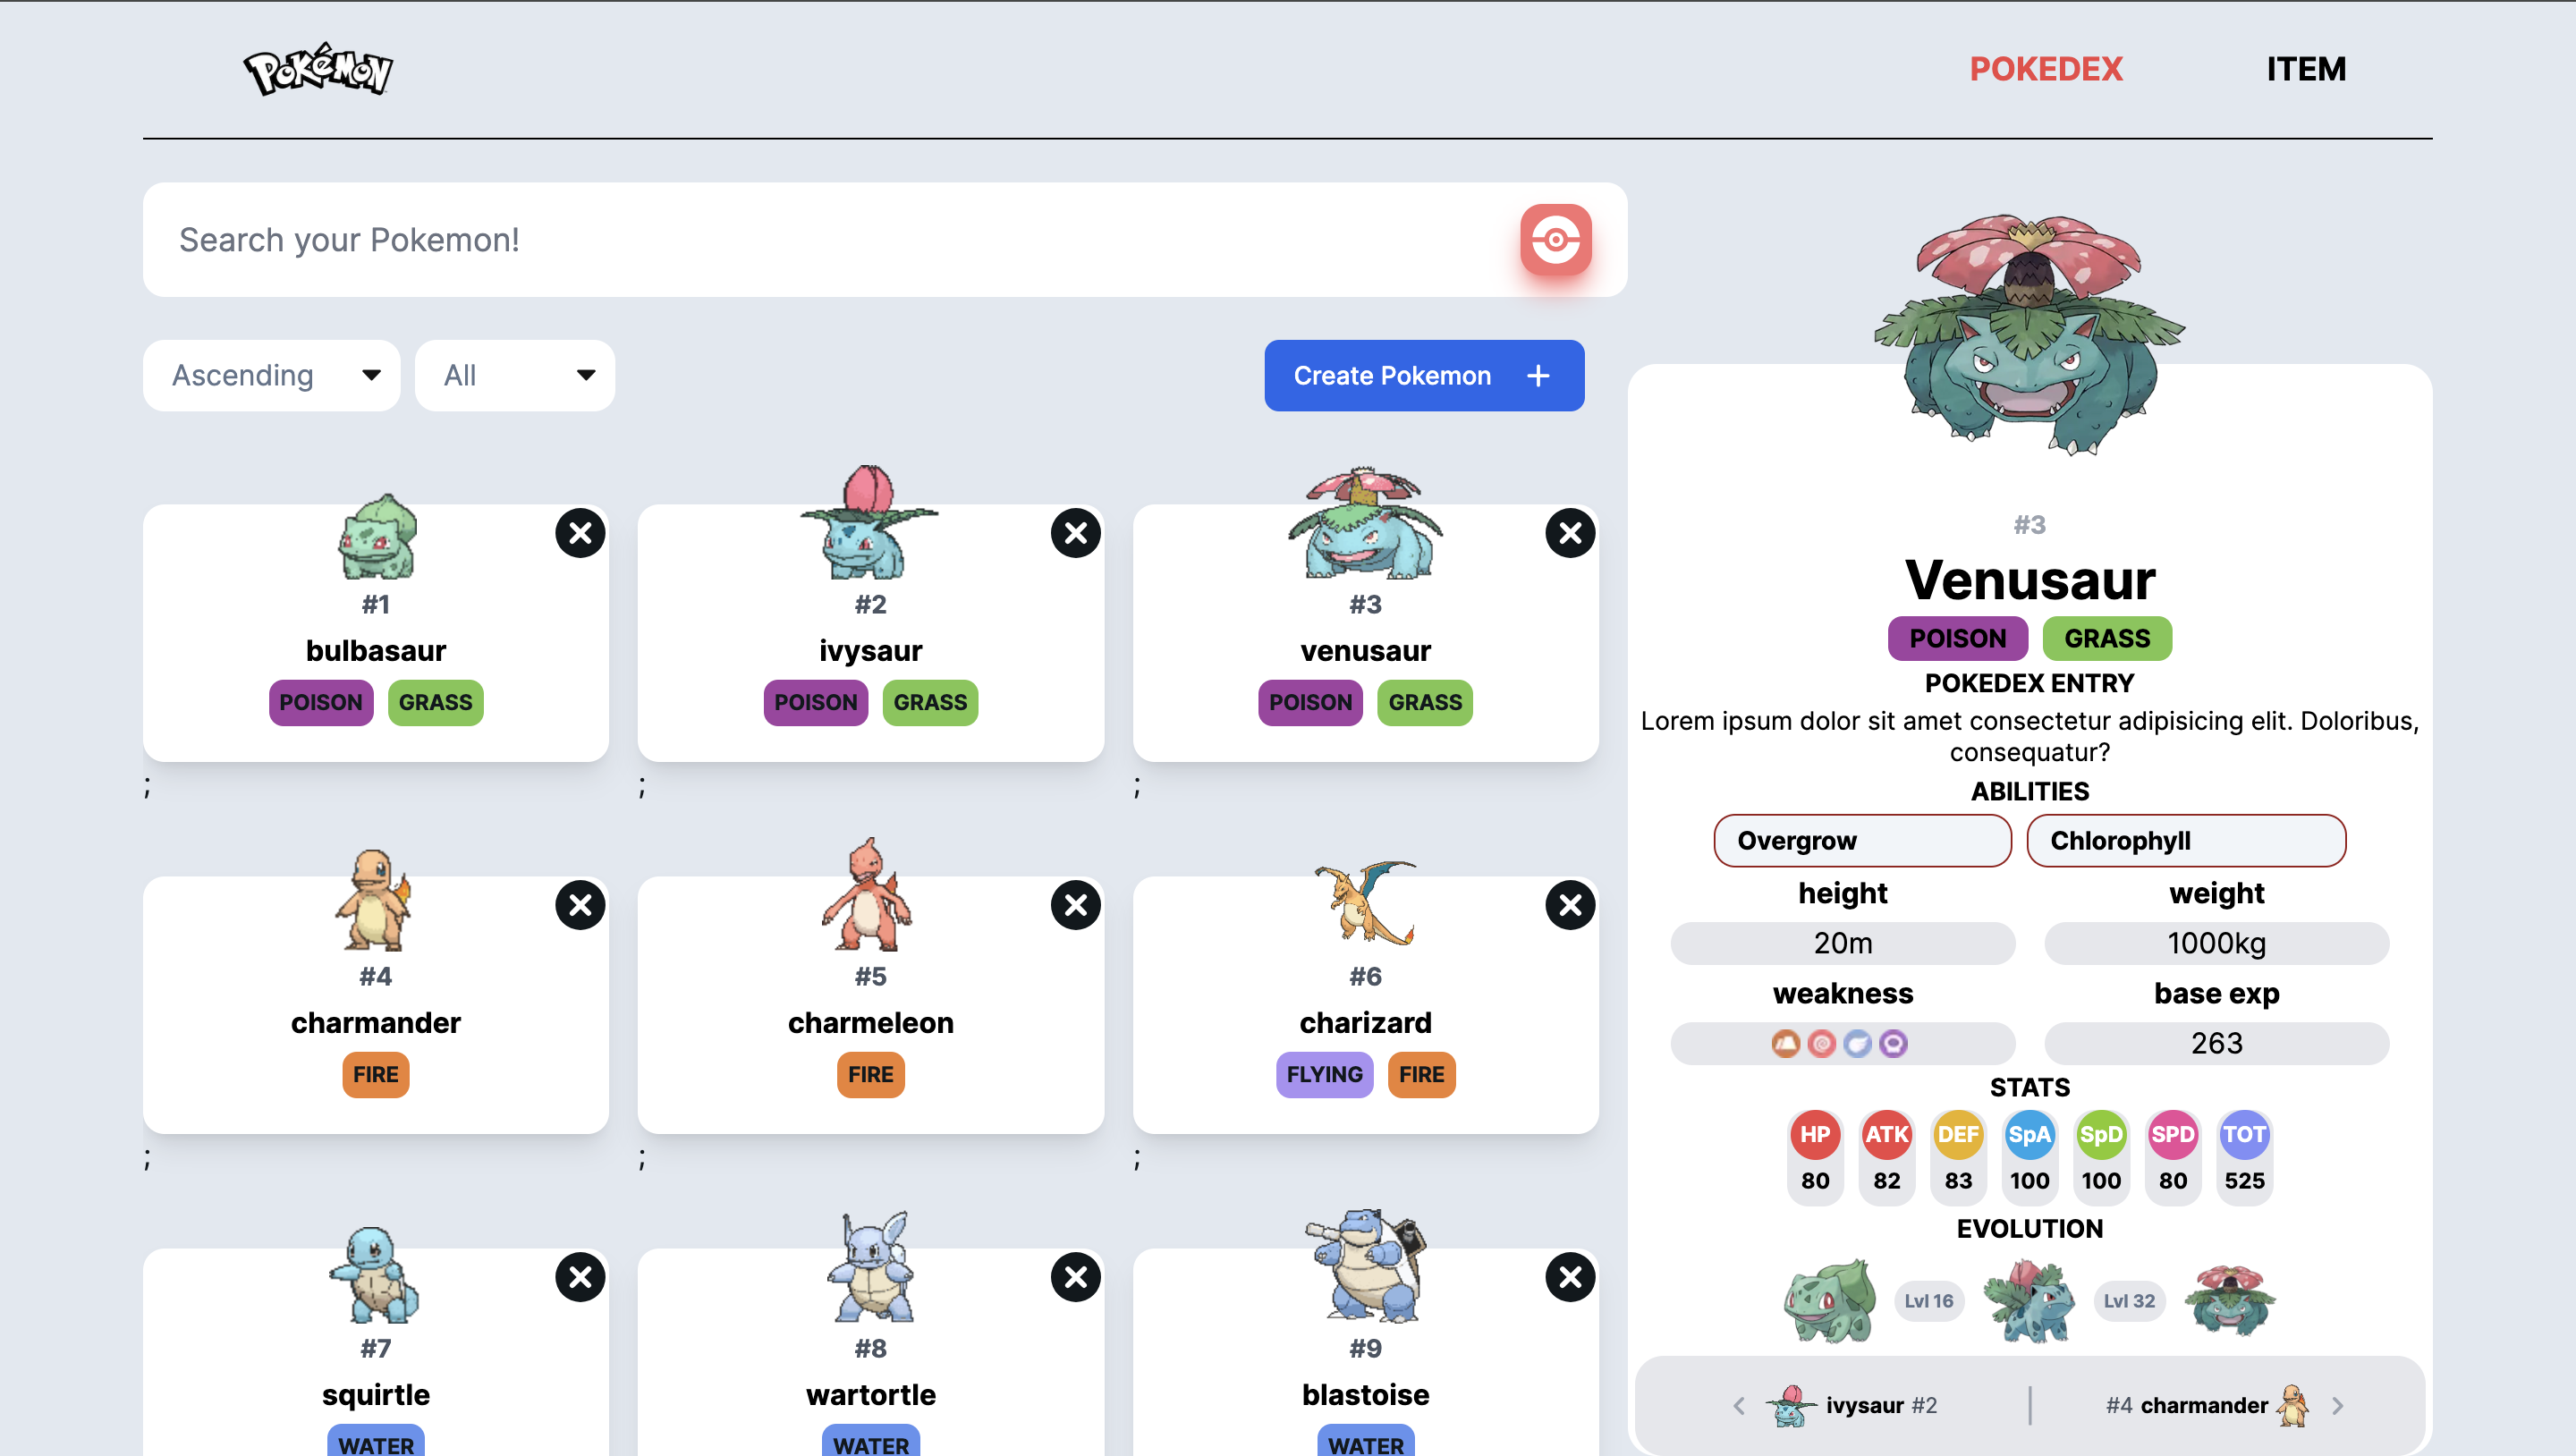 Pokémon
POKEDEX
ITEM
Search your Pokemon!
Ascending
All
Create Pokemon +
#1
bulbasaur
POISON GRASS
;
#2
ivysaur
POISON GRASS
;
#3
venusaur
POISON GRASS
;
#4
charmander
FIRE
;
#5
charmeleon
FIRE
;
#6
charizard
FLYING FIRE
;
#7
squirtle
WATER
#8
wartortle
WATER
#9
blastoise
WATER
#3
Venusaur
POISON GRASS
POKEDEX ENTRY
Lorem ipsum dolor sit amet consectetur adipisicing elit. Doloribus,
consequatur?
ABILITIES
Overgrow Chlorophyll
height weight
20m 1000kg
weakness base exp
263
STATS
HP ATK DEF SpA SpD SPD TOT
80 82 83 100 100 80 525
EVOLUTION
Lvl 16 Lvl 32
ivysaur #2 #4 charmander